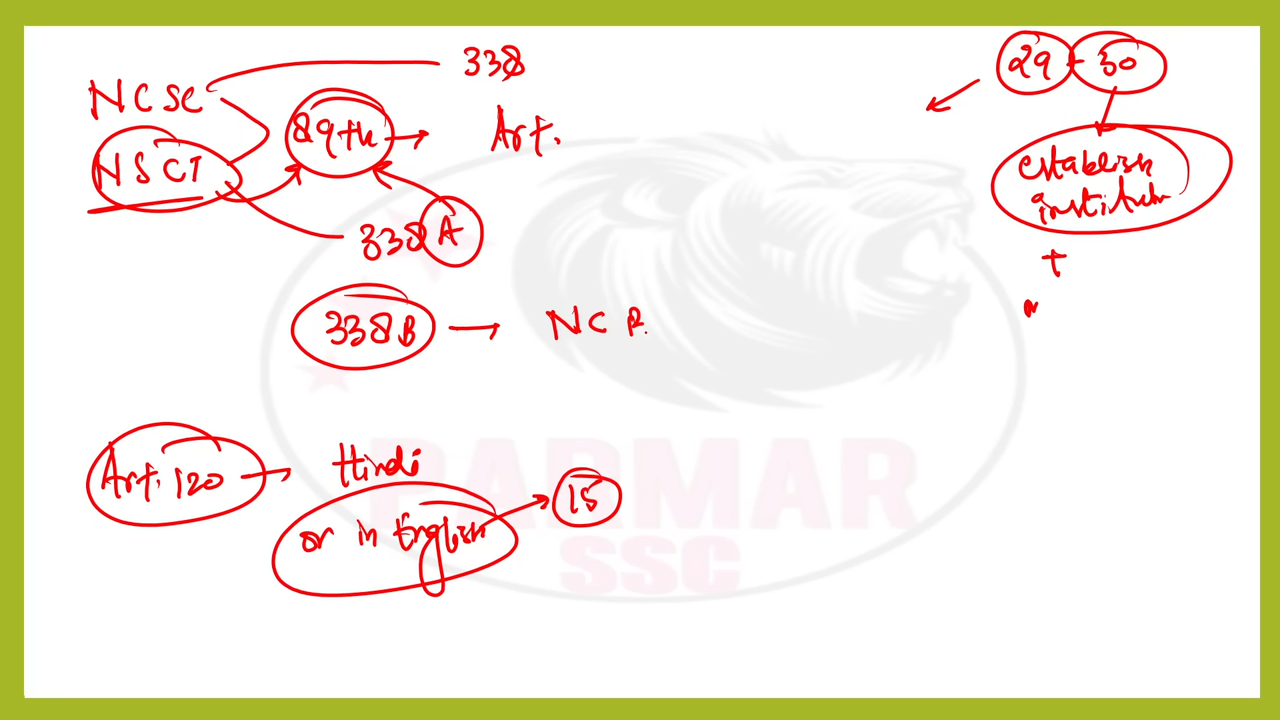 NCSC
338
89th
Art.
NSCT
338A
338B
NCB
Art. 120
Hindi
or in English
15
29 - 30
establish
+
PARMAR
SSC